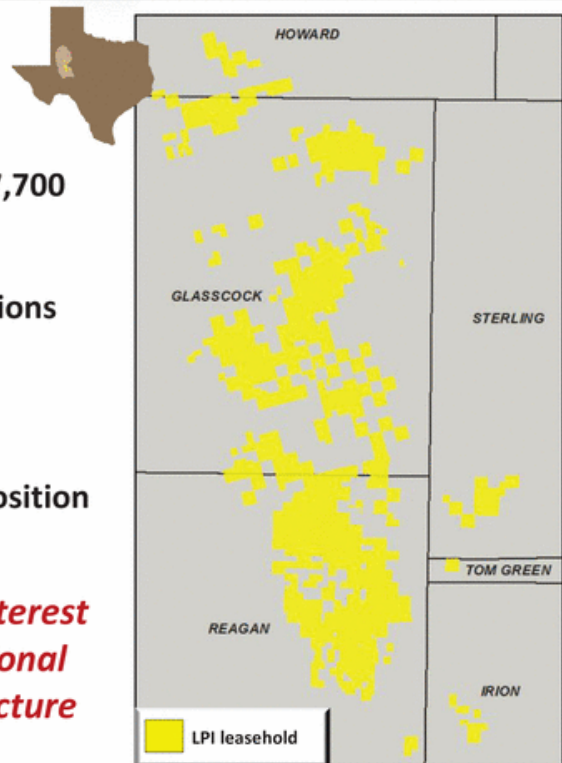 HOWARD
,700
GLASSCOCK
ions
STERLING
osition
TOM GREEN
terest
REAGAN
onal
IRION
cture
LPI leasehold